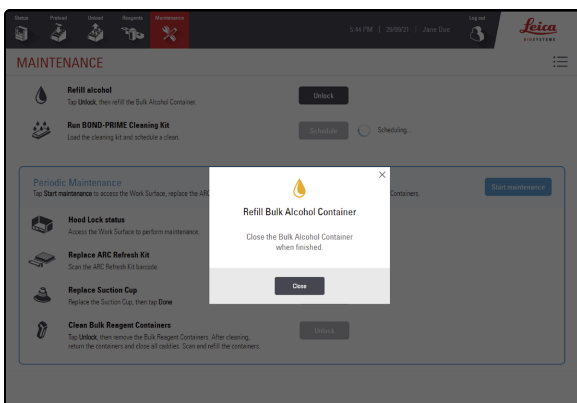 Status Preload Unload Reagents Maintenance Log out
5:44 PM | 28/09/21 | Jane Doe
Leica
BIOSYSTEMS
MAINTENANCE
Refill alcohol
Tap Unlock, then refill the Bulk Alcohol Container.
Unlock
Run BOND-PRIME Cleaning Kit
Load the cleaning kit and schedule a clean.
Schedule
Scheduling...
Periodic Maintenance
Tap Start maintenance to access the Work Surface, replace the ARC
Containers.
Start maintenance
Hood Lock status
Access the Work Surface to perform maintenance.
Replace ARC Refresh Kit
Scan the ARC Refresh Kit barcode.
Replace Suction Cup
Replace the Suction Cup, then tap Done
Clean Bulk Reagent Containers
Tap Unlock, then remove the Bulk Reagent Containers. After cleaning,
return the containers and close all caddies. Scan and refill the containers.
Unlock
Refill Bulk Alcohol Container
Close the Bulk Alcohol Container
when finished.
Close